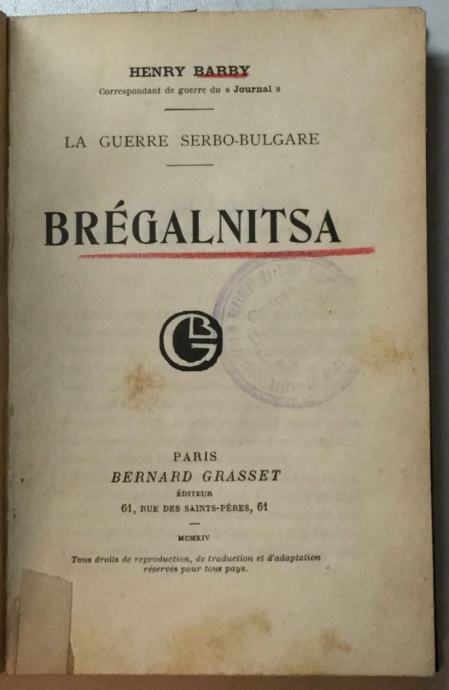 HENRY BARBY
Correspondant de guerre du « Journal »
LA GUERRE SERBO-BULGARE
BRÉGALNITSA
BG
PARIS
BERNARD GRASSET
ÉDITEUR
61, RUE DES SAINTS-PÈRES, 61
MCMXIV
Tous droits de reproduction, de traduction et d'adaptation
réservés pour tous pays.